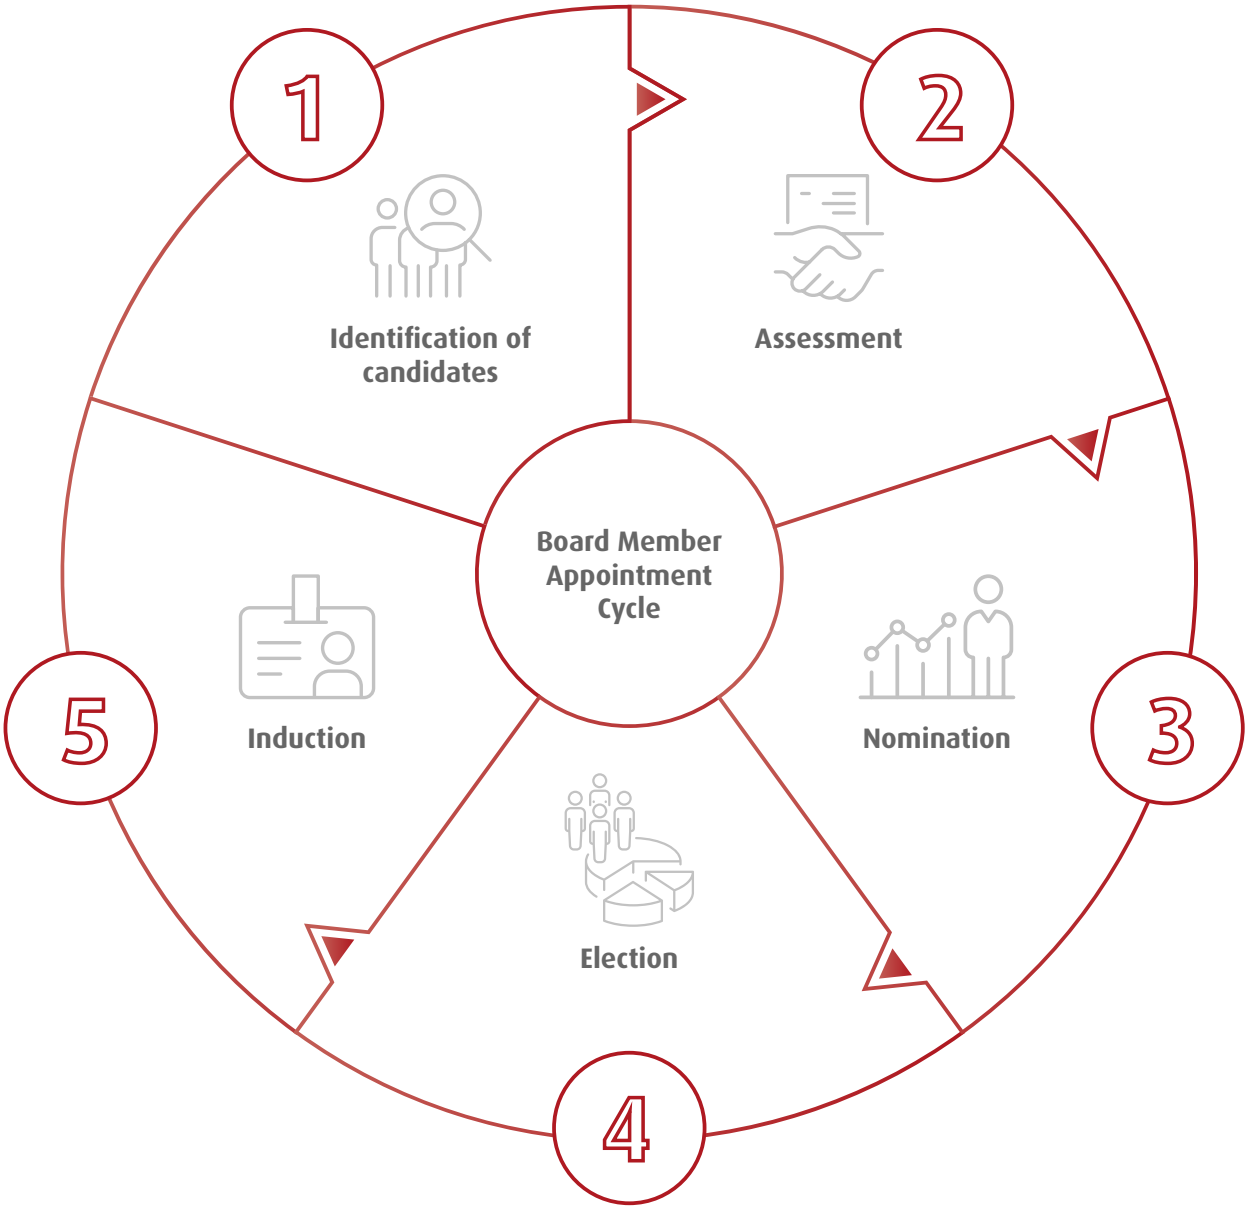 1
Identification of
candidates
2
Assessment
3
Nomination
4
Election
5
Induction
Board Member
Appointment
Cycle